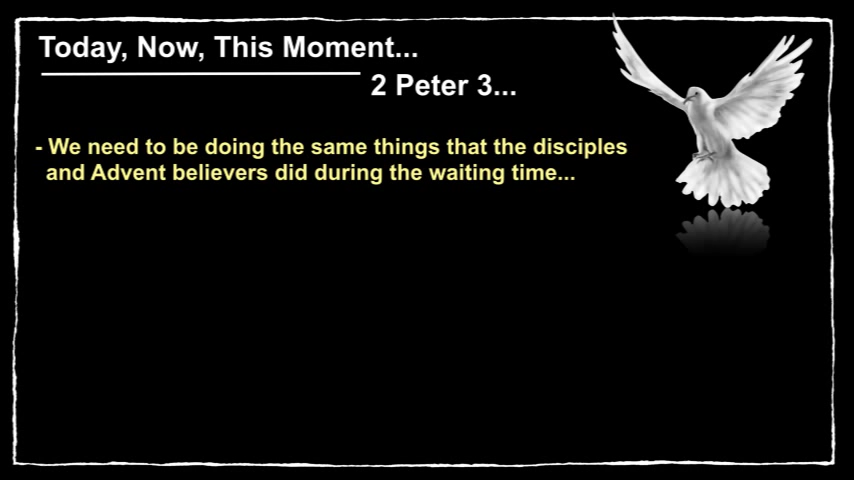 Today, Now, This Moment...
2 Peter 3...
- We need to be doing the same things that the disciples
and Advent believers did during the waiting time...